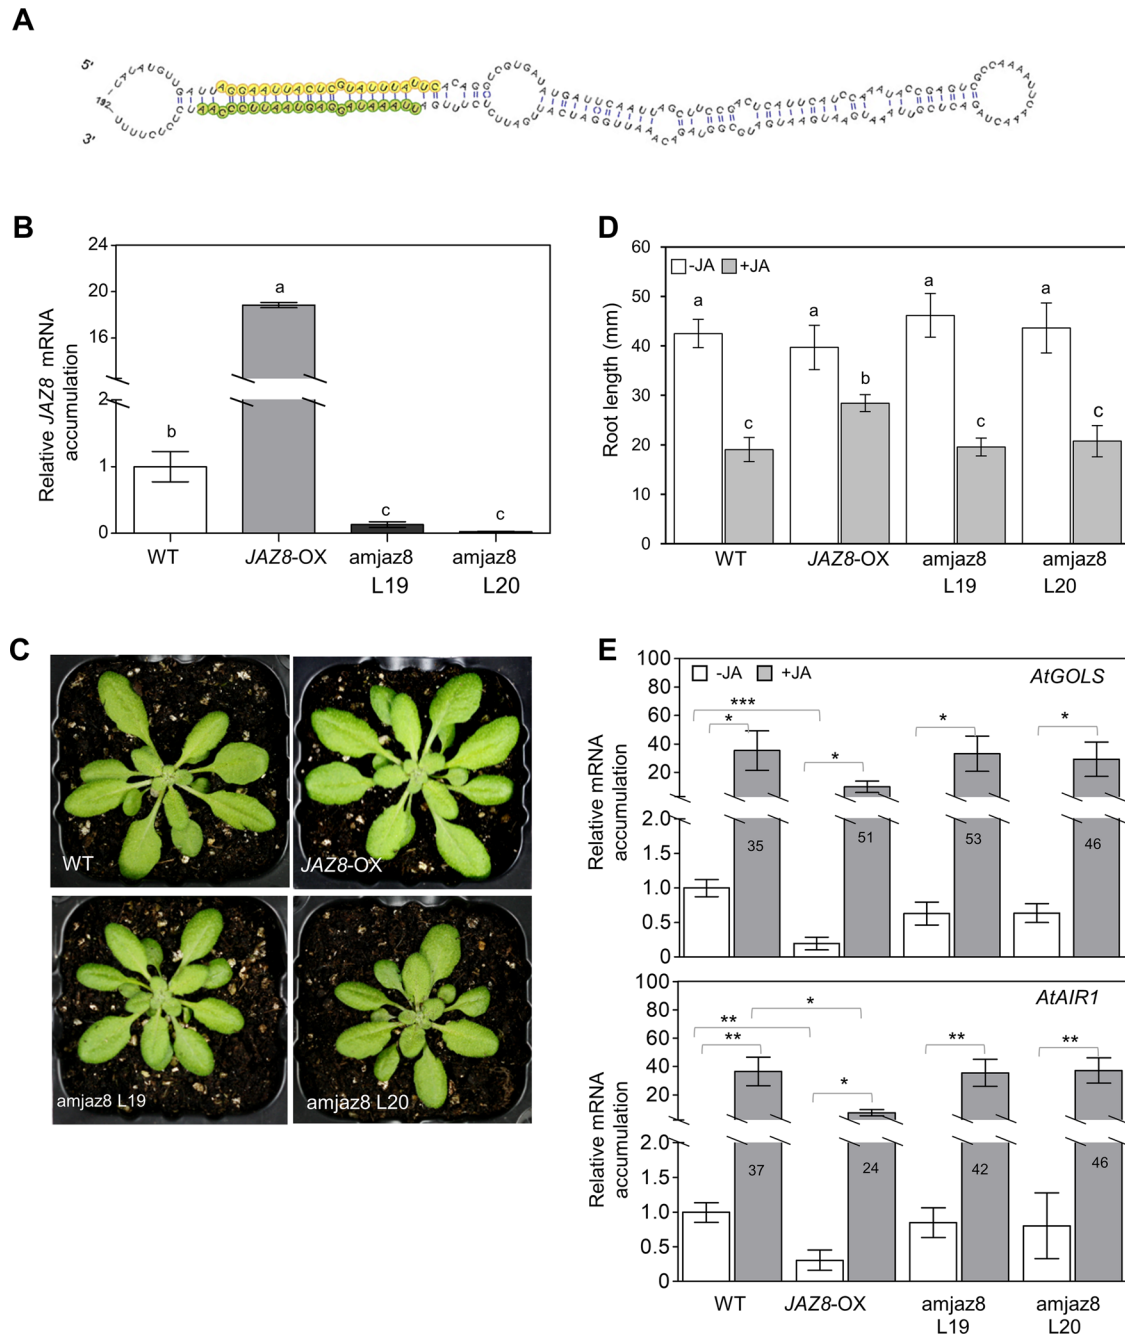 A
5'
192
3'
B
24
20
16
2
1
0
Relative JAZ8 mRNA
accumulation
a
b
c
c
WT
JAZ8-OX
amjaz8
L19
amjaz8
L20
D
60
50
40
30
20
10
0
Root length (mm)
-JA
+JA
a
a
a
a
b
c
c
c
WT
JAZ8-OX
amjaz8
L19
amjaz8
L20
C
WT
JAZ8-OX
amjaz8 L19
amjaz8 L20
E
100
80
60
40
20
2.0
1.5
1.0
0.5
0
Relative mRNA
accumulation
-JA
+JA
AtGOLS
***
*
*
*
*
35
51
53
46
100
80
60
40
20
2.0
1.5
1.0
0.5
0
Relative mRNA
accumulation
AtAIR1
*
**
**
*
**
**
37
24
42
46
WT
JAZ8-OX
amjaz8
L19
amjaz8
L20